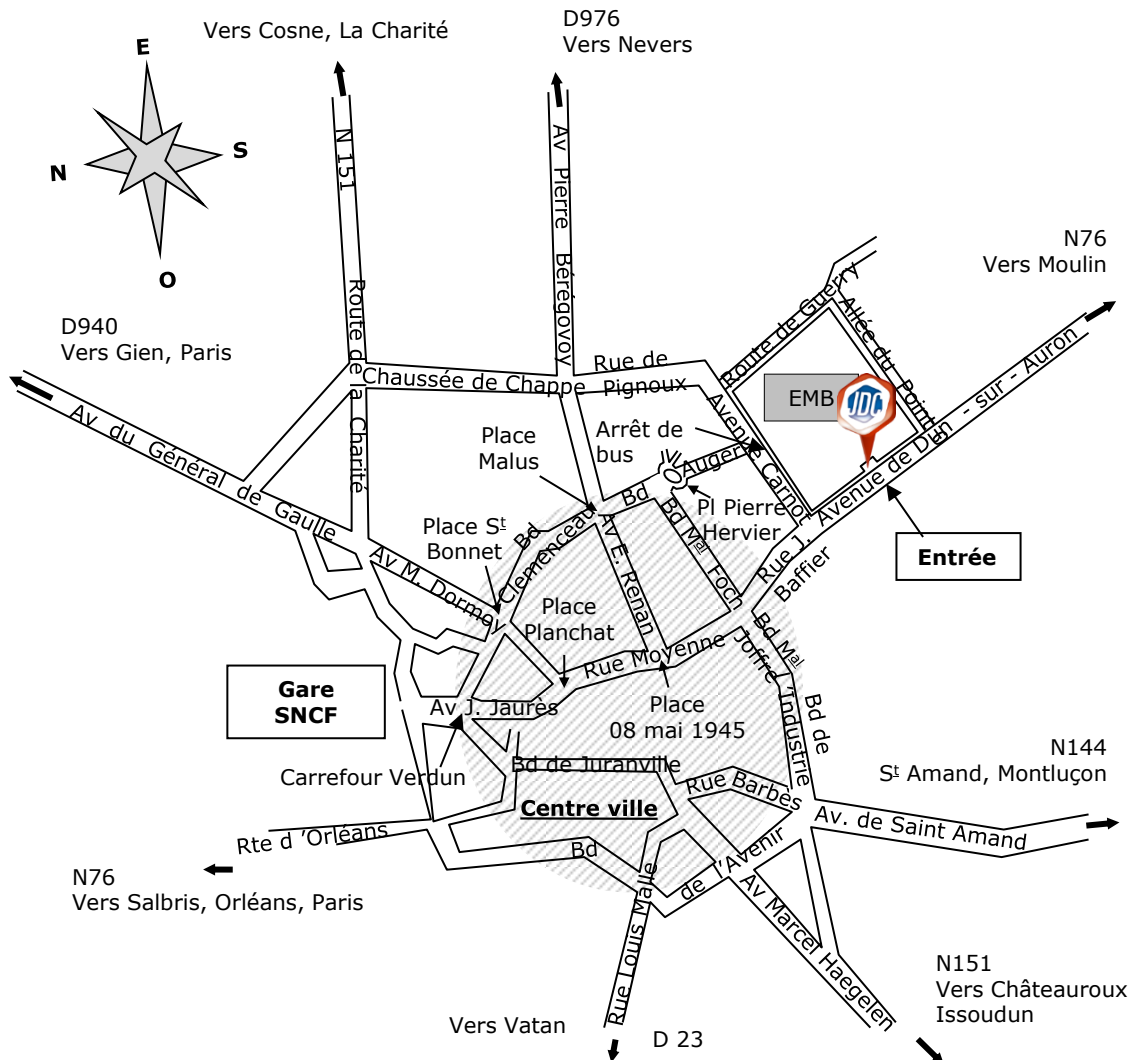 Vers Cosne, La Charité
D976
Vers Nevers
E
N
S
O
N 151
Av Pierre Bérégovoy
N76
Vers Moulin
D940
Vers Gien, Paris
Route de la Charité
Route de Guerry
Allée du Pointe
Rue de
Pignoux
Chaussée de Chappe
EMB
JDC
Av du Général de Gaulle
Avenue Carnot
Avenue de Dun - sur - Auron
Place
Malus
Arrêt de
bus
Bd Auger
Pl Pierre
Hervier
Place St
Bonnet
Bd
Clemenceau
Av E. Renan
Bd Mal Foch
Rue J.
Baffier
Entrée
Av M. Dormoy
Place
Planchat
Rue Moyenne
Bd Mal
Joffre
Gare
SNCF
Av J. Jaurès
Place
08 mai 1945
Bd de
l'Industrie
Carrefour Verdun
Bd de Juranville
Rue Barbès
N144
St Amand, Montluçon
Centre ville
Av. de Saint Amand
Rte d 'Orléans
Bd de l'Avenir
N76
Vers Salbris, Orléans, Paris
Rue Louis Malle
Av Marcel Haegelen
N151
Vers Châteauroux
Issoudun
Vers Vatan
D 23